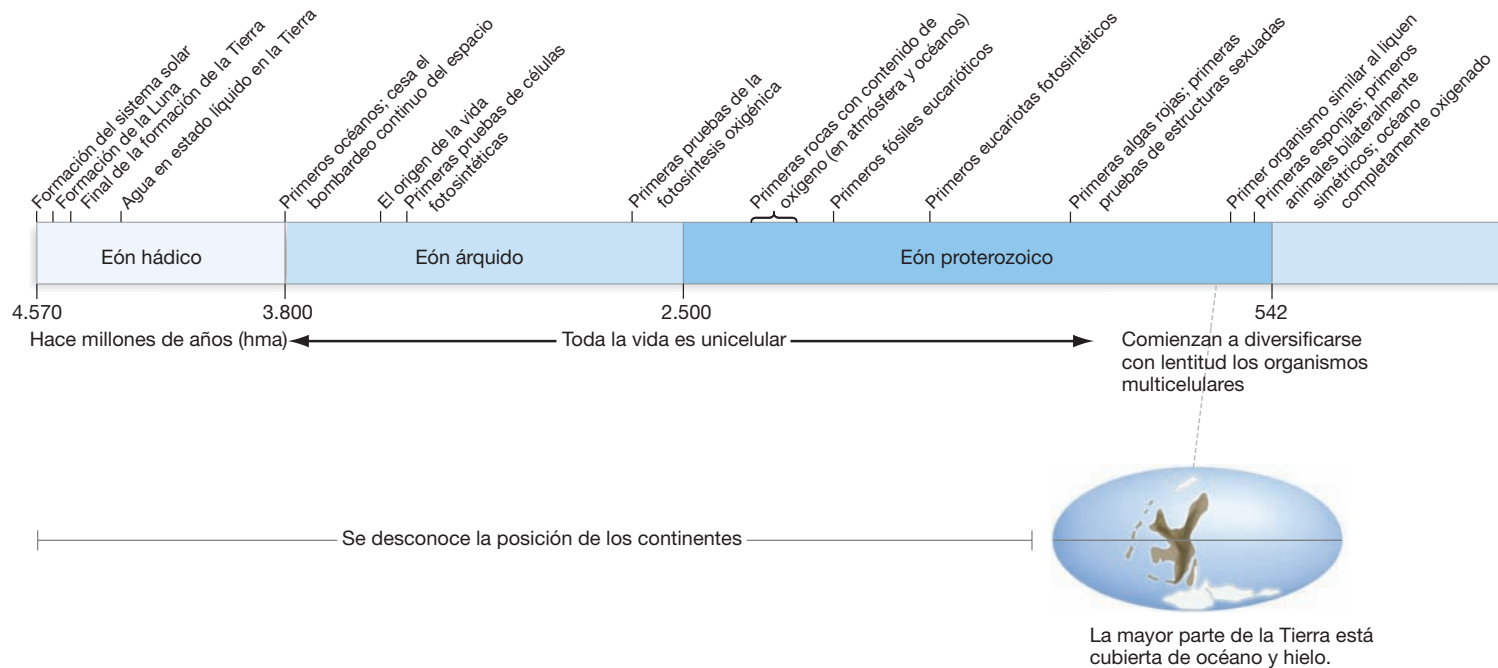 Formación del sistema solar
Formación de la Luna
Final de la formación de la Tierra
Agua en estado líquido en la Tierra
Primeros océanos; cesa el
bombardeo continuo del espacio
El origen de la vida
Primeras pruebas de células
fotosintéticas
Primeras pruebas de la
fotosíntesis oxigénica
Primeras rocas con contenido de
oxígeno (en atmósfera y océanos)
Primeros fósiles eucarióticos
Primeros eucariotas fotosintéticos
Primeras algas rojas; primeras
pruebas de estructuras sexuadas
Primer organismo similar al liquen
Primeras esponjas; primeros
animales bilateralmente
simétricos; océano
completamente oxigenado
Eón hádico
Eón árquido
Eón proterozoico
4.570
3.800
2.500
542
Hace millones de años (hma)
Toda la vida es unicelular
Comienzan a diversificarse
con lentitud los organismos
multicelulares
Se desconoce la posición de los continentes
La mayor parte de la Tierra está
cubierta de océano y hielo.